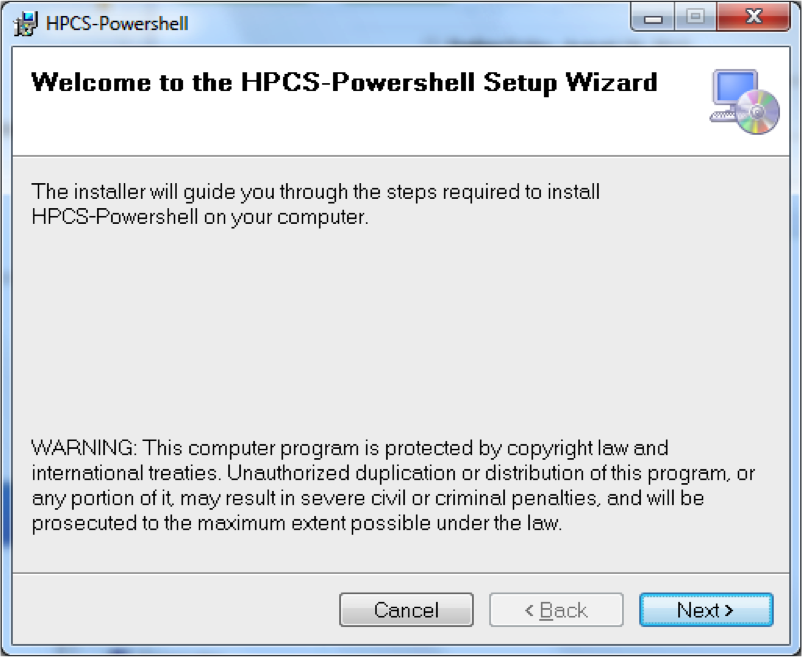 HPCS-Powershell
Welcome to the HPCS-Powershell Setup Wizard
The installer will guide you through the steps required to install
HPCS-Powershell on your computer.
WARNING: This computer program is protected by copyright law and
international treaties. Unauthorized duplication or distribution of this program, or
any portion of it, may result in severe civil or criminal penalties, and will be
prosecuted to the maximum extent possible under the law.
Cancel < Back Next >